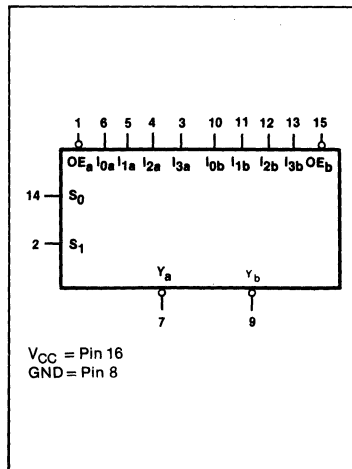 1 6 5 4 3 10 11 12 13 15
OEa I0a I1a I2a I3a I0b I1b I2b I3b OEb
14 S0
2 S1
Ya Yb
7 9
VCC = Pin 16
GND = Pin 8